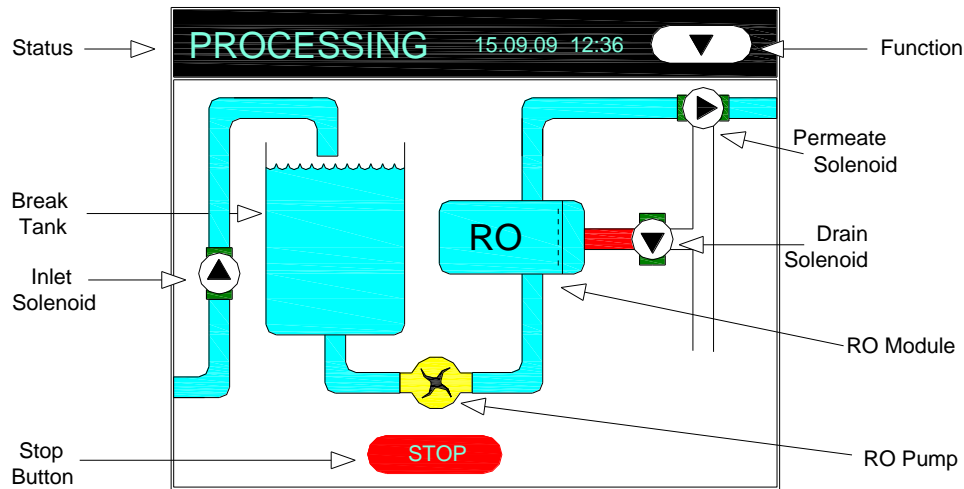 Status
PROCESSING
15.09.09 12:36
Function
Permeate
Solenoid
Break
Tank
RO
Drain
Solenoid
Inlet
Solenoid
RO Module
Stop
Button
STOP
RO Pump